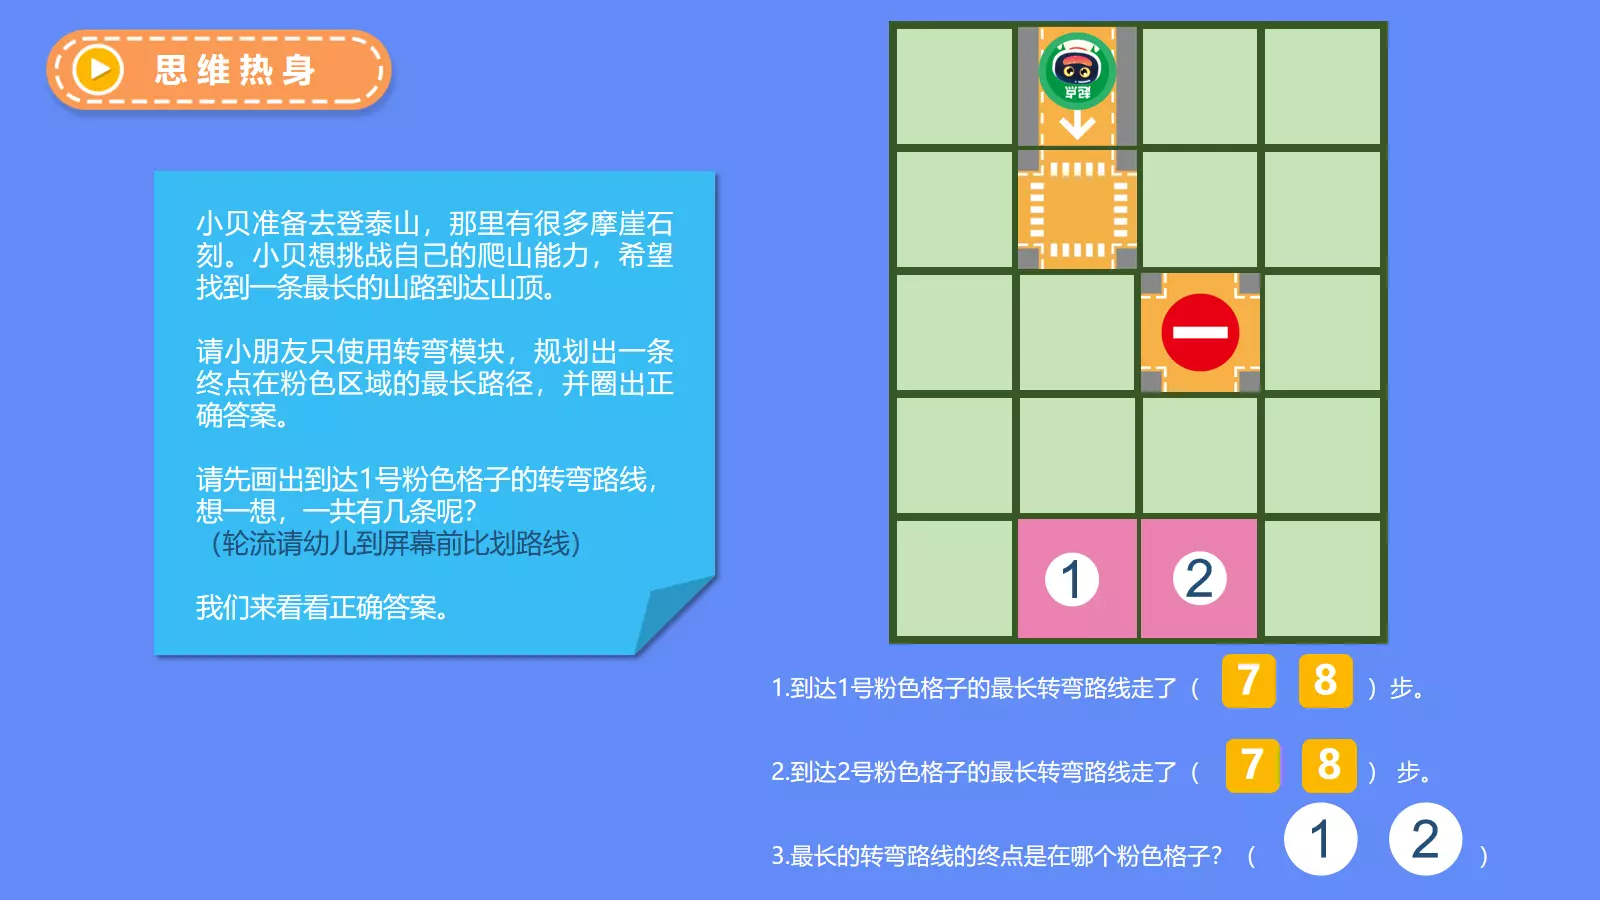 思维热身
小贝准备去登泰山，那里有很多摩崖石
刻。小贝想挑战自己的爬山能力，希望
找到一条最长的山路到达山顶。
请小朋友只使用转弯模块，规划出一条
终点在粉色区域的最长路径，并圈出正
确答案。
请先画出到达1号粉色格子的转弯路线，
想一想，一共有几条呢？
（轮流请幼儿到屏幕前比划路线）
我们来看看正确答案。
起点
1 2
1.到达1号粉色格子的最长转弯路线走了（ 7 8 ）步。
2.到达2号粉色格子的最长转弯路线走了（ 7 8 ） 步。
3.最长的转弯路线的终点是在哪个粉色格子？（ 1 2 ）